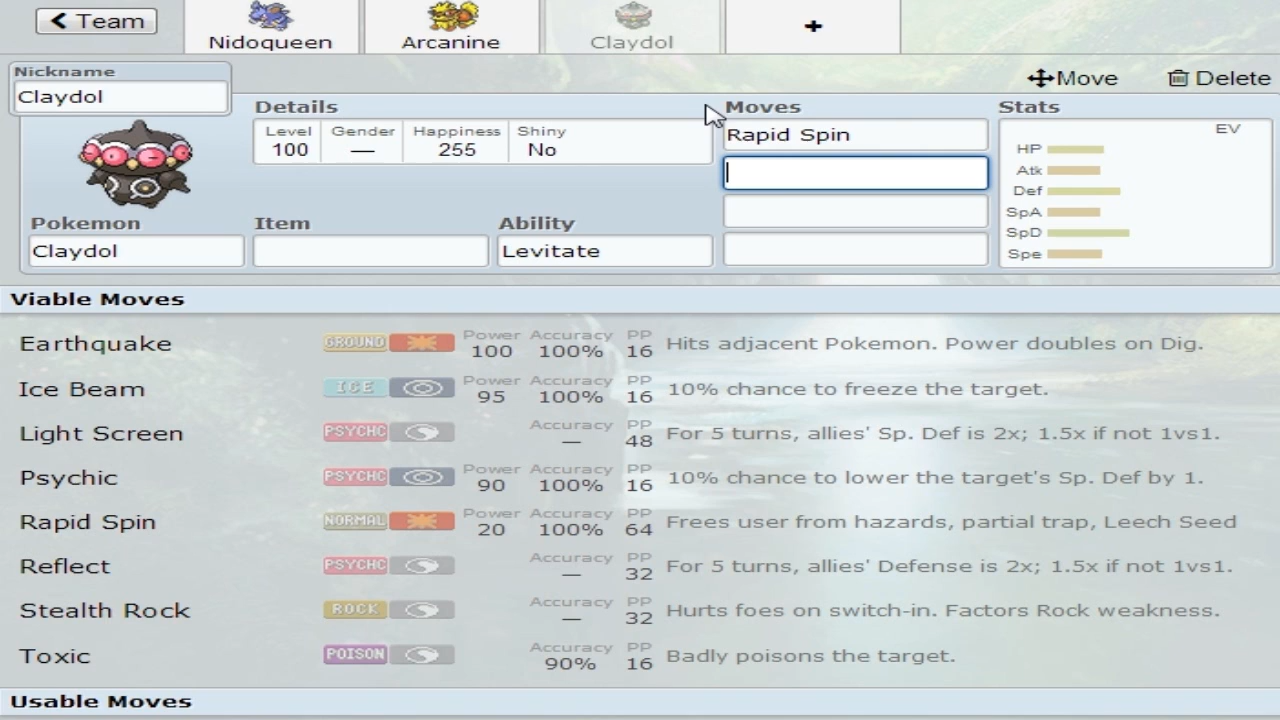 < Team
Nidoqueen
Arcanine
Claydol
+
Nickname
Claydol
Move
Delete
Details
Level
Gender
Happiness
Shiny
100
—
255
No
Moves
Rapid Spin
Stats
EV
HP
Atk
Def
SpA
SpD
Spe
Pokemon
Item
Ability
Claydol
Levitate
Viable Moves
Earthquake GROUND Power 100 Accuracy 100% PP 16 Hits adjacent Pokemon. Power doubles on Dig.
Ice Beam ICE Power 95 Accuracy 100% PP 16 10% chance to freeze the target.
Light Screen PSYCHC Accuracy — PP 48 For 5 turns, allies' Sp. Def is 2x; 1.5x if not 1vs1.
Psychic PSYCHC Power 90 Accuracy 100% PP 16 10% chance to lower the target's Sp. Def by 1.
Rapid Spin NORMAL Power 20 Accuracy 100% PP 64 Frees user from hazards, partial trap, Leech Seed
Reflect PSYCHC Accuracy — PP 32 For 5 turns, allies' Defense is 2x; 1.5x if not 1vs1.
Stealth Rock ROCK Accuracy — PP 32 Hurts foes on switch-in. Factors Rock weakness.
Toxic POISON Accuracy 90% PP 16 Badly poisons the target.
Usable Moves